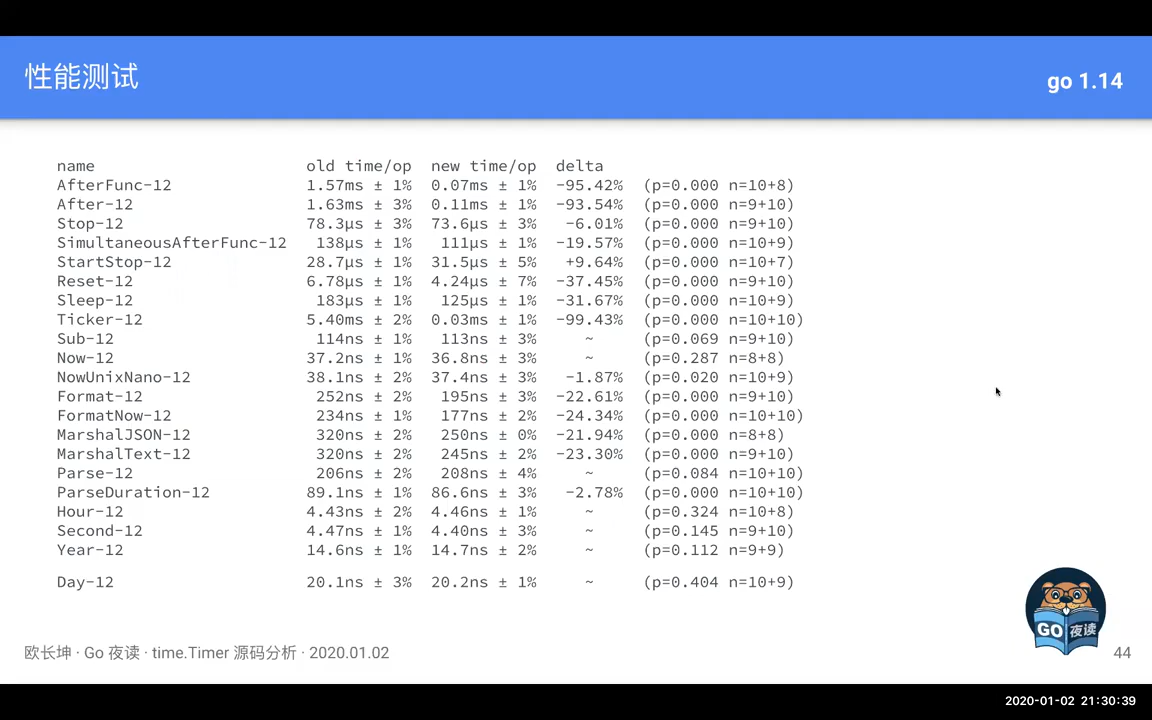 性能测试
go 1.14
name old time/op new time/op delta
AfterFunc-12 1.57ms ± 1% 0.07ms ± 1% -95.42% (p=0.000 n=10+8)
After-12 1.63ms ± 3% 0.11ms ± 1% -93.54% (p=0.000 n=9+10)
Stop-12 78.3µs ± 3% 73.6µs ± 3% -6.01% (p=0.000 n=9+10)
SimultaneousAfterFunc-12 138µs ± 1% 111µs ± 1% -19.57% (p=0.000 n=10+9)
StartStop-12 28.7µs ± 1% 31.5µs ± 5% +9.64% (p=0.000 n=10+7)
Reset-12 6.78µs ± 1% 4.24µs ± 7% -37.45% (p=0.000 n=9+10)
Sleep-12 183µs ± 1% 125µs ± 1% -31.67% (p=0.000 n=10+9)
Ticker-12 5.40ms ± 2% 0.03ms ± 1% -99.43% (p=0.000 n=10+10)
Sub-12 114ns ± 1% 113ns ± 3% ~ (p=0.069 n=9+10)
Now-12 37.2ns ± 1% 36.8ns ± 3% ~ (p=0.287 n=8+8)
NowUnixNano-12 38.1ns ± 2% 37.4ns ± 3% -1.87% (p=0.020 n=10+9)
Format-12 252ns ± 2% 195ns ± 3% -22.61% (p=0.000 n=9+10)
FormatNow-12 234ns ± 1% 177ns ± 2% -24.34% (p=0.000 n=10+10)
MarshalJSON-12 320ns ± 2% 250ns ± 0% -21.94% (p=0.000 n=8+8)
MarshalText-12 320ns ± 2% 245ns ± 2% -23.30% (p=0.000 n=9+10)
Parse-12 206ns ± 2% 208ns ± 4% ~ (p=0.084 n=10+10)
ParseDuration-12 89.1ns ± 1% 86.6ns ± 3% -2.78% (p=0.000 n=10+10)
Hour-12 4.43ns ± 2% 4.46ns ± 1% ~ (p=0.324 n=10+8)
Second-12 4.47ns ± 1% 4.40ns ± 3% ~ (p=0.145 n=9+10)
Year-12 14.6ns ± 1% 14.7ns ± 2% ~ (p=0.112 n=9+9)
Day-12 20.1ns ± 3% 20.2ns ± 1% ~ (p=0.404 n=10+9)
GO 夜读
欧长坤 · Go 夜读 · time.Timer 源码分析 · 2020.01.02
44
2020-01-02 21:30:39